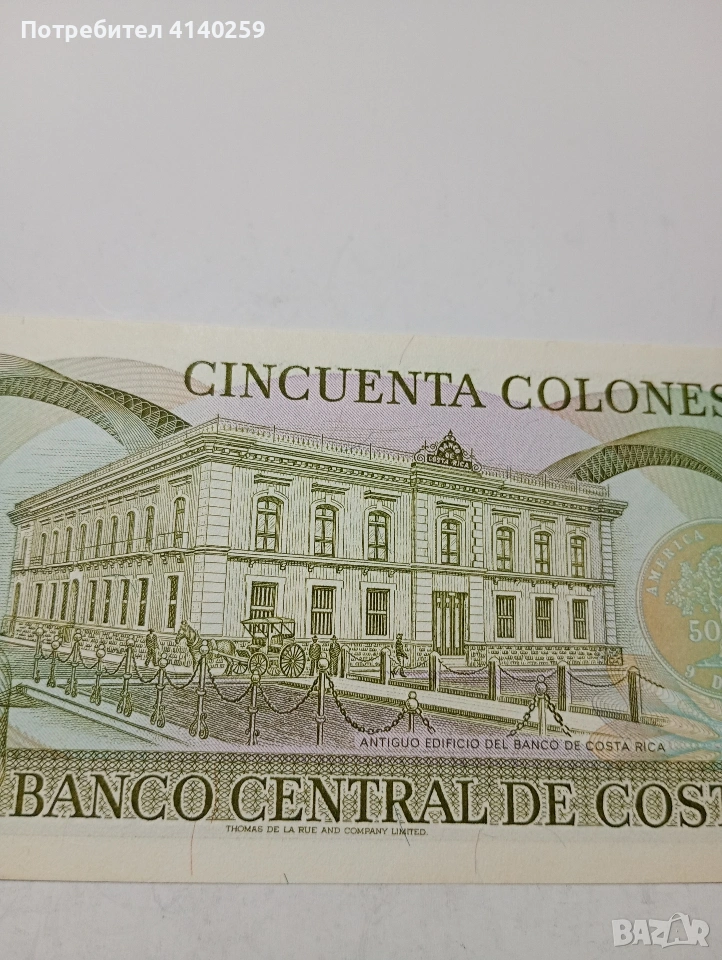 Потребител 4140259
CINCUENTA COLONES
COSTA RICA
AMERICA
50
ANTIGUO EDIFICIO DEL BANCO DE COSTA RICA
BANCO CENTRAL DE COST
THOMAS DE LA RUE AND COMPANY LIMITED.
BAZAR